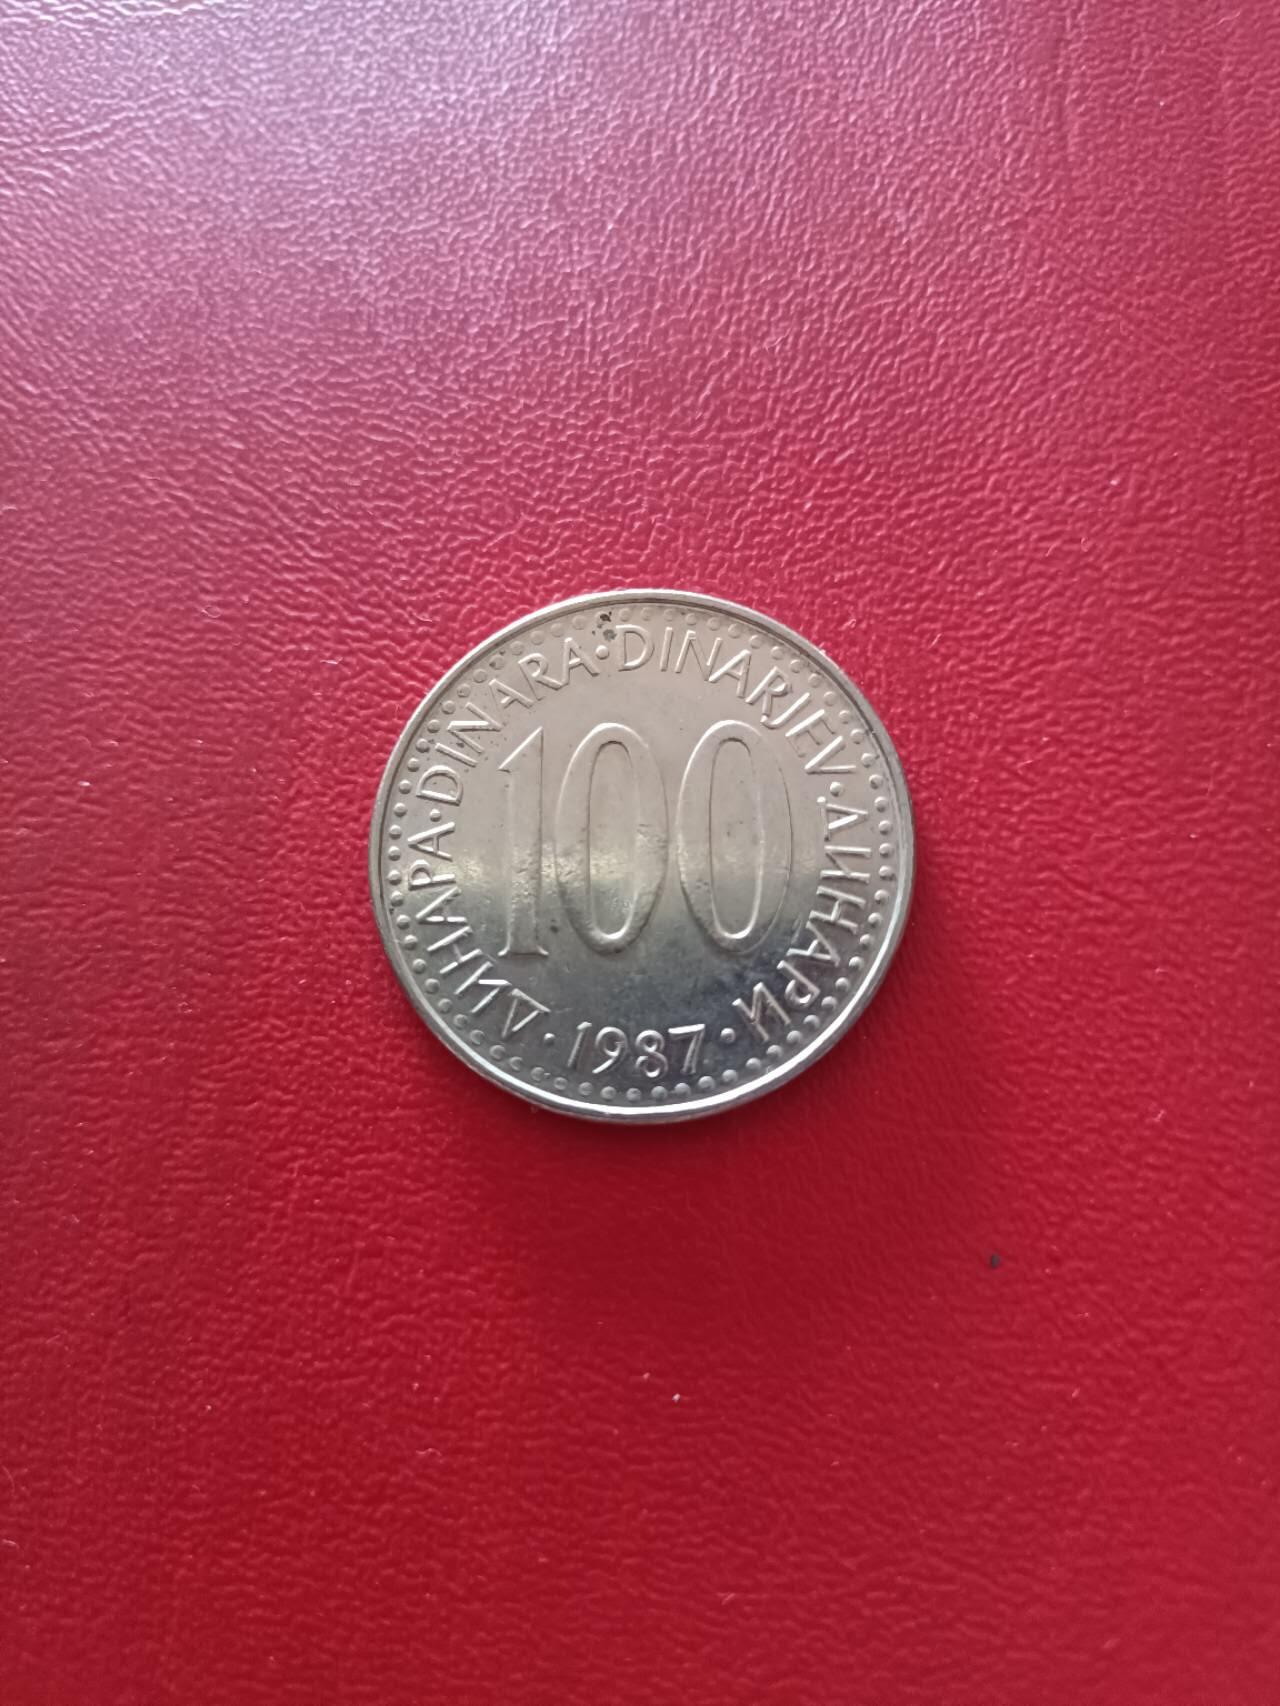 ДИНАРА · DINARA · DINARJEV · ДИНАРИ
100
· 1987 ·